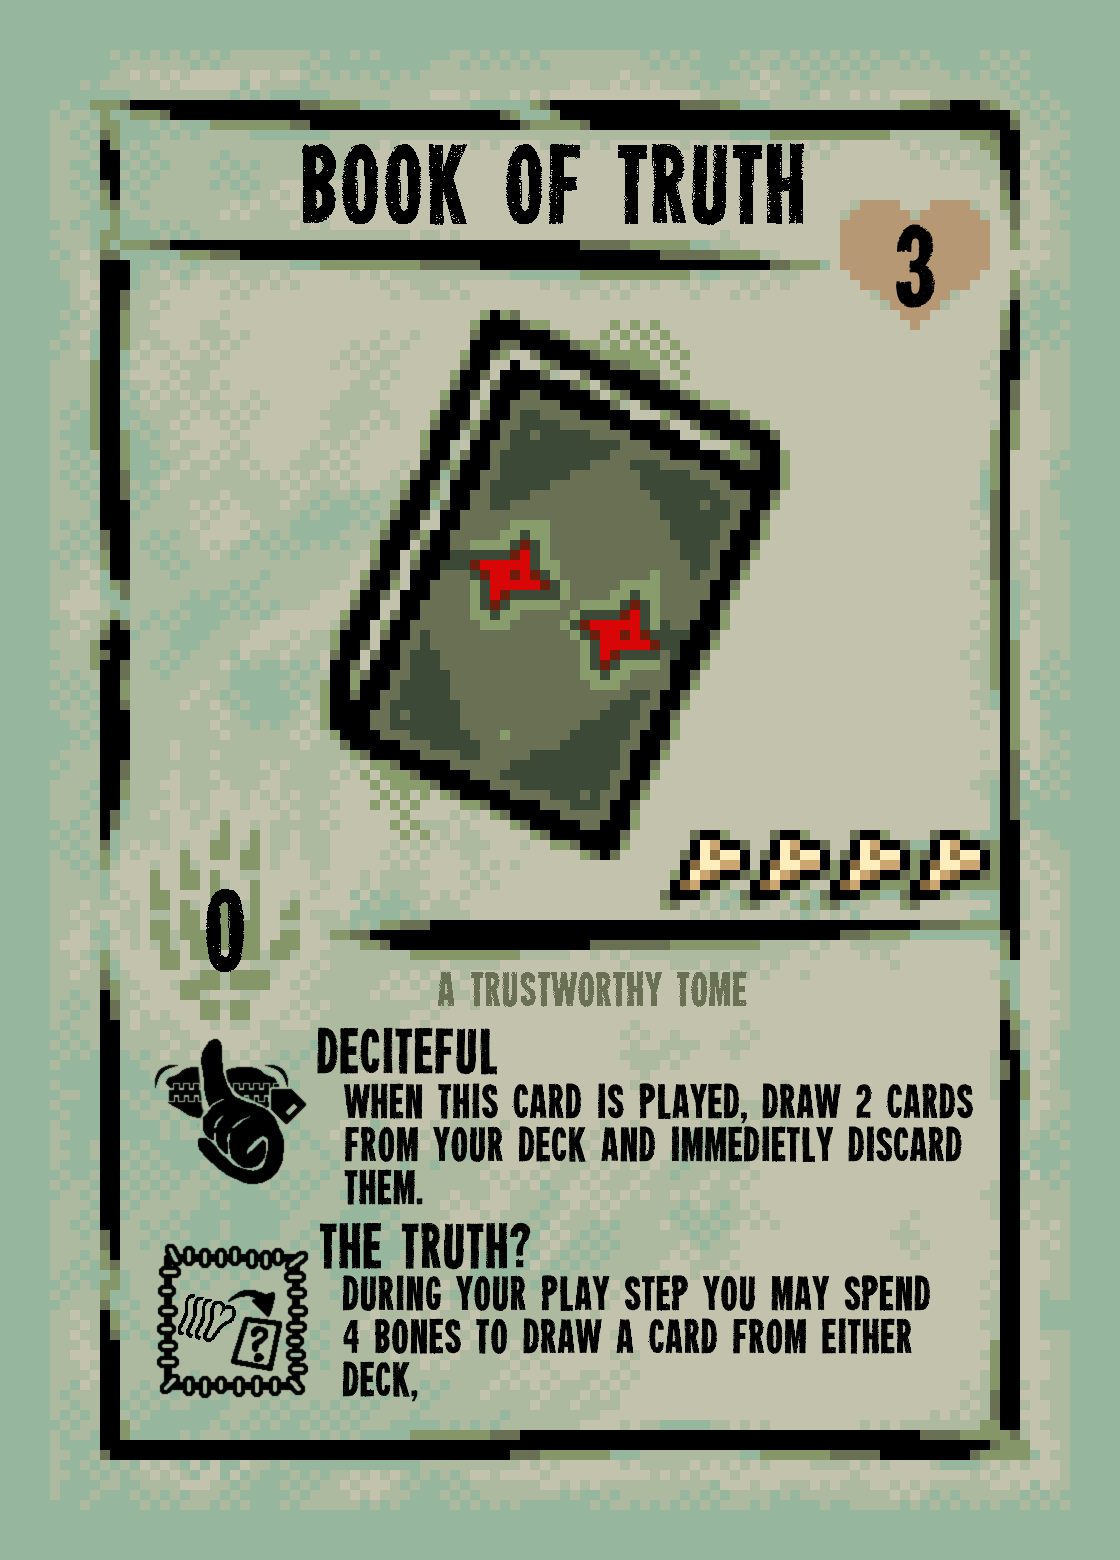 BOOK OF TRUTH
3
0
A TRUSTWORTHY TOME
DECITEFUL
WHEN THIS CARD IS PLAYED, DRAW 2 CARDS
FROM YOUR DECK AND IMMEDIETLY DISCARD
THEM.
THE TRUTH?
DURING YOUR PLAY STEP YOU MAY SPEND
4 BONES TO DRAW A CARD FROM EITHER
DECK,
?